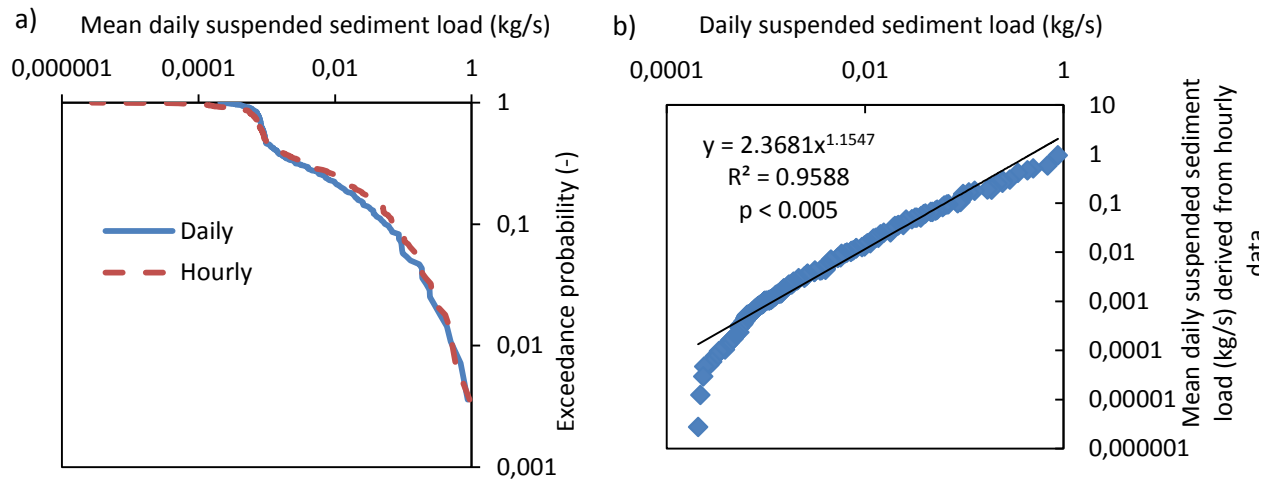 a)
Mean daily suspended sediment load (kg/s)
0,000001 0,0001 0,01 1
1
0,1
0,01
0,001
Exceedance probability (-)
Daily
Hourly
b)
Daily suspended sediment load (kg/s)
0,0001 0,01 1
y = 2.3681x^1.1547
R² = 0.9588
p < 0.005
10
1
0,1
0,01
0,001
0,0001
0,00001
0,000001
Mean daily suspended sediment
load (kg/s) derived from hourly
data